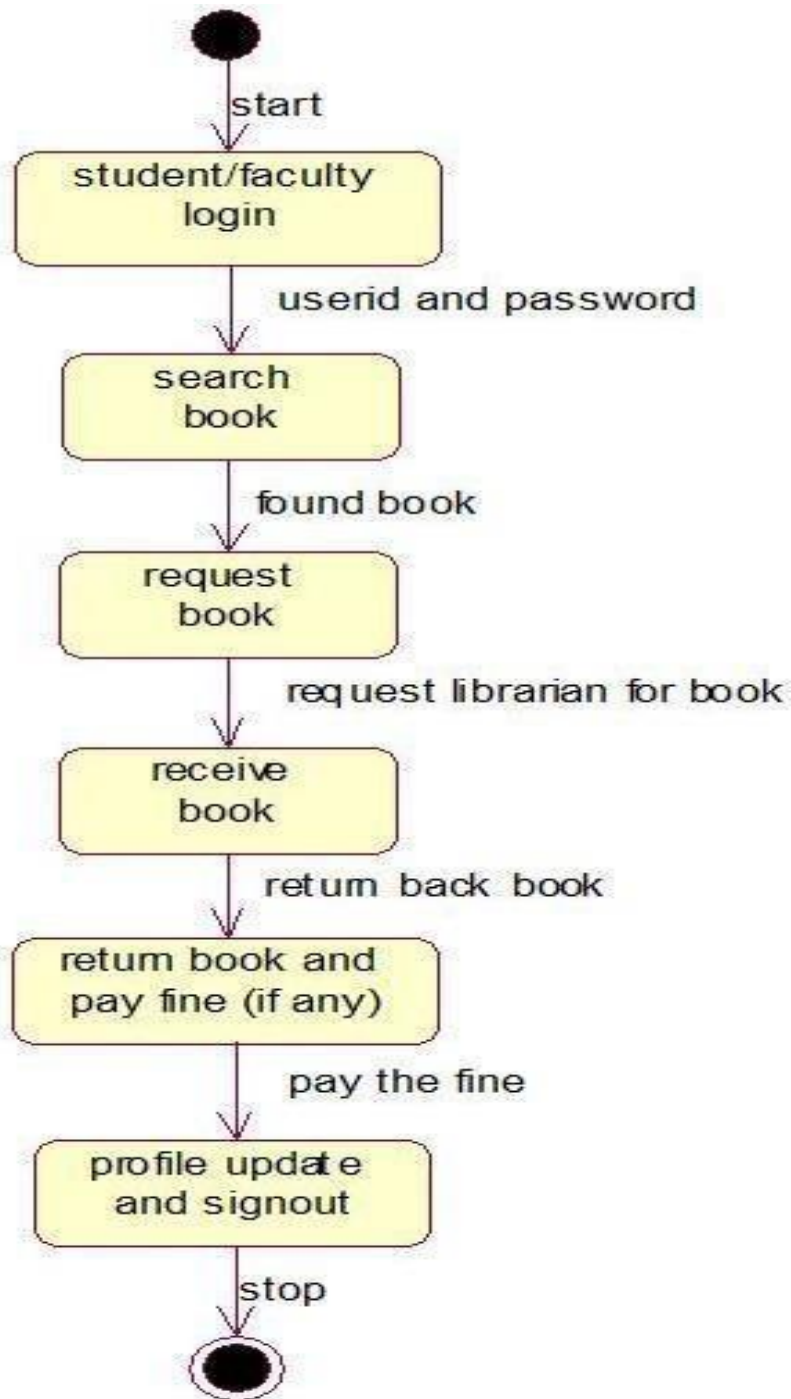 start
student/faculty
login
userid and password
search
book
found book
request
book
request librarian for book
receive
book
return back book
return book and
pay fine (if any)
pay the fine
profile update
and signout
stop